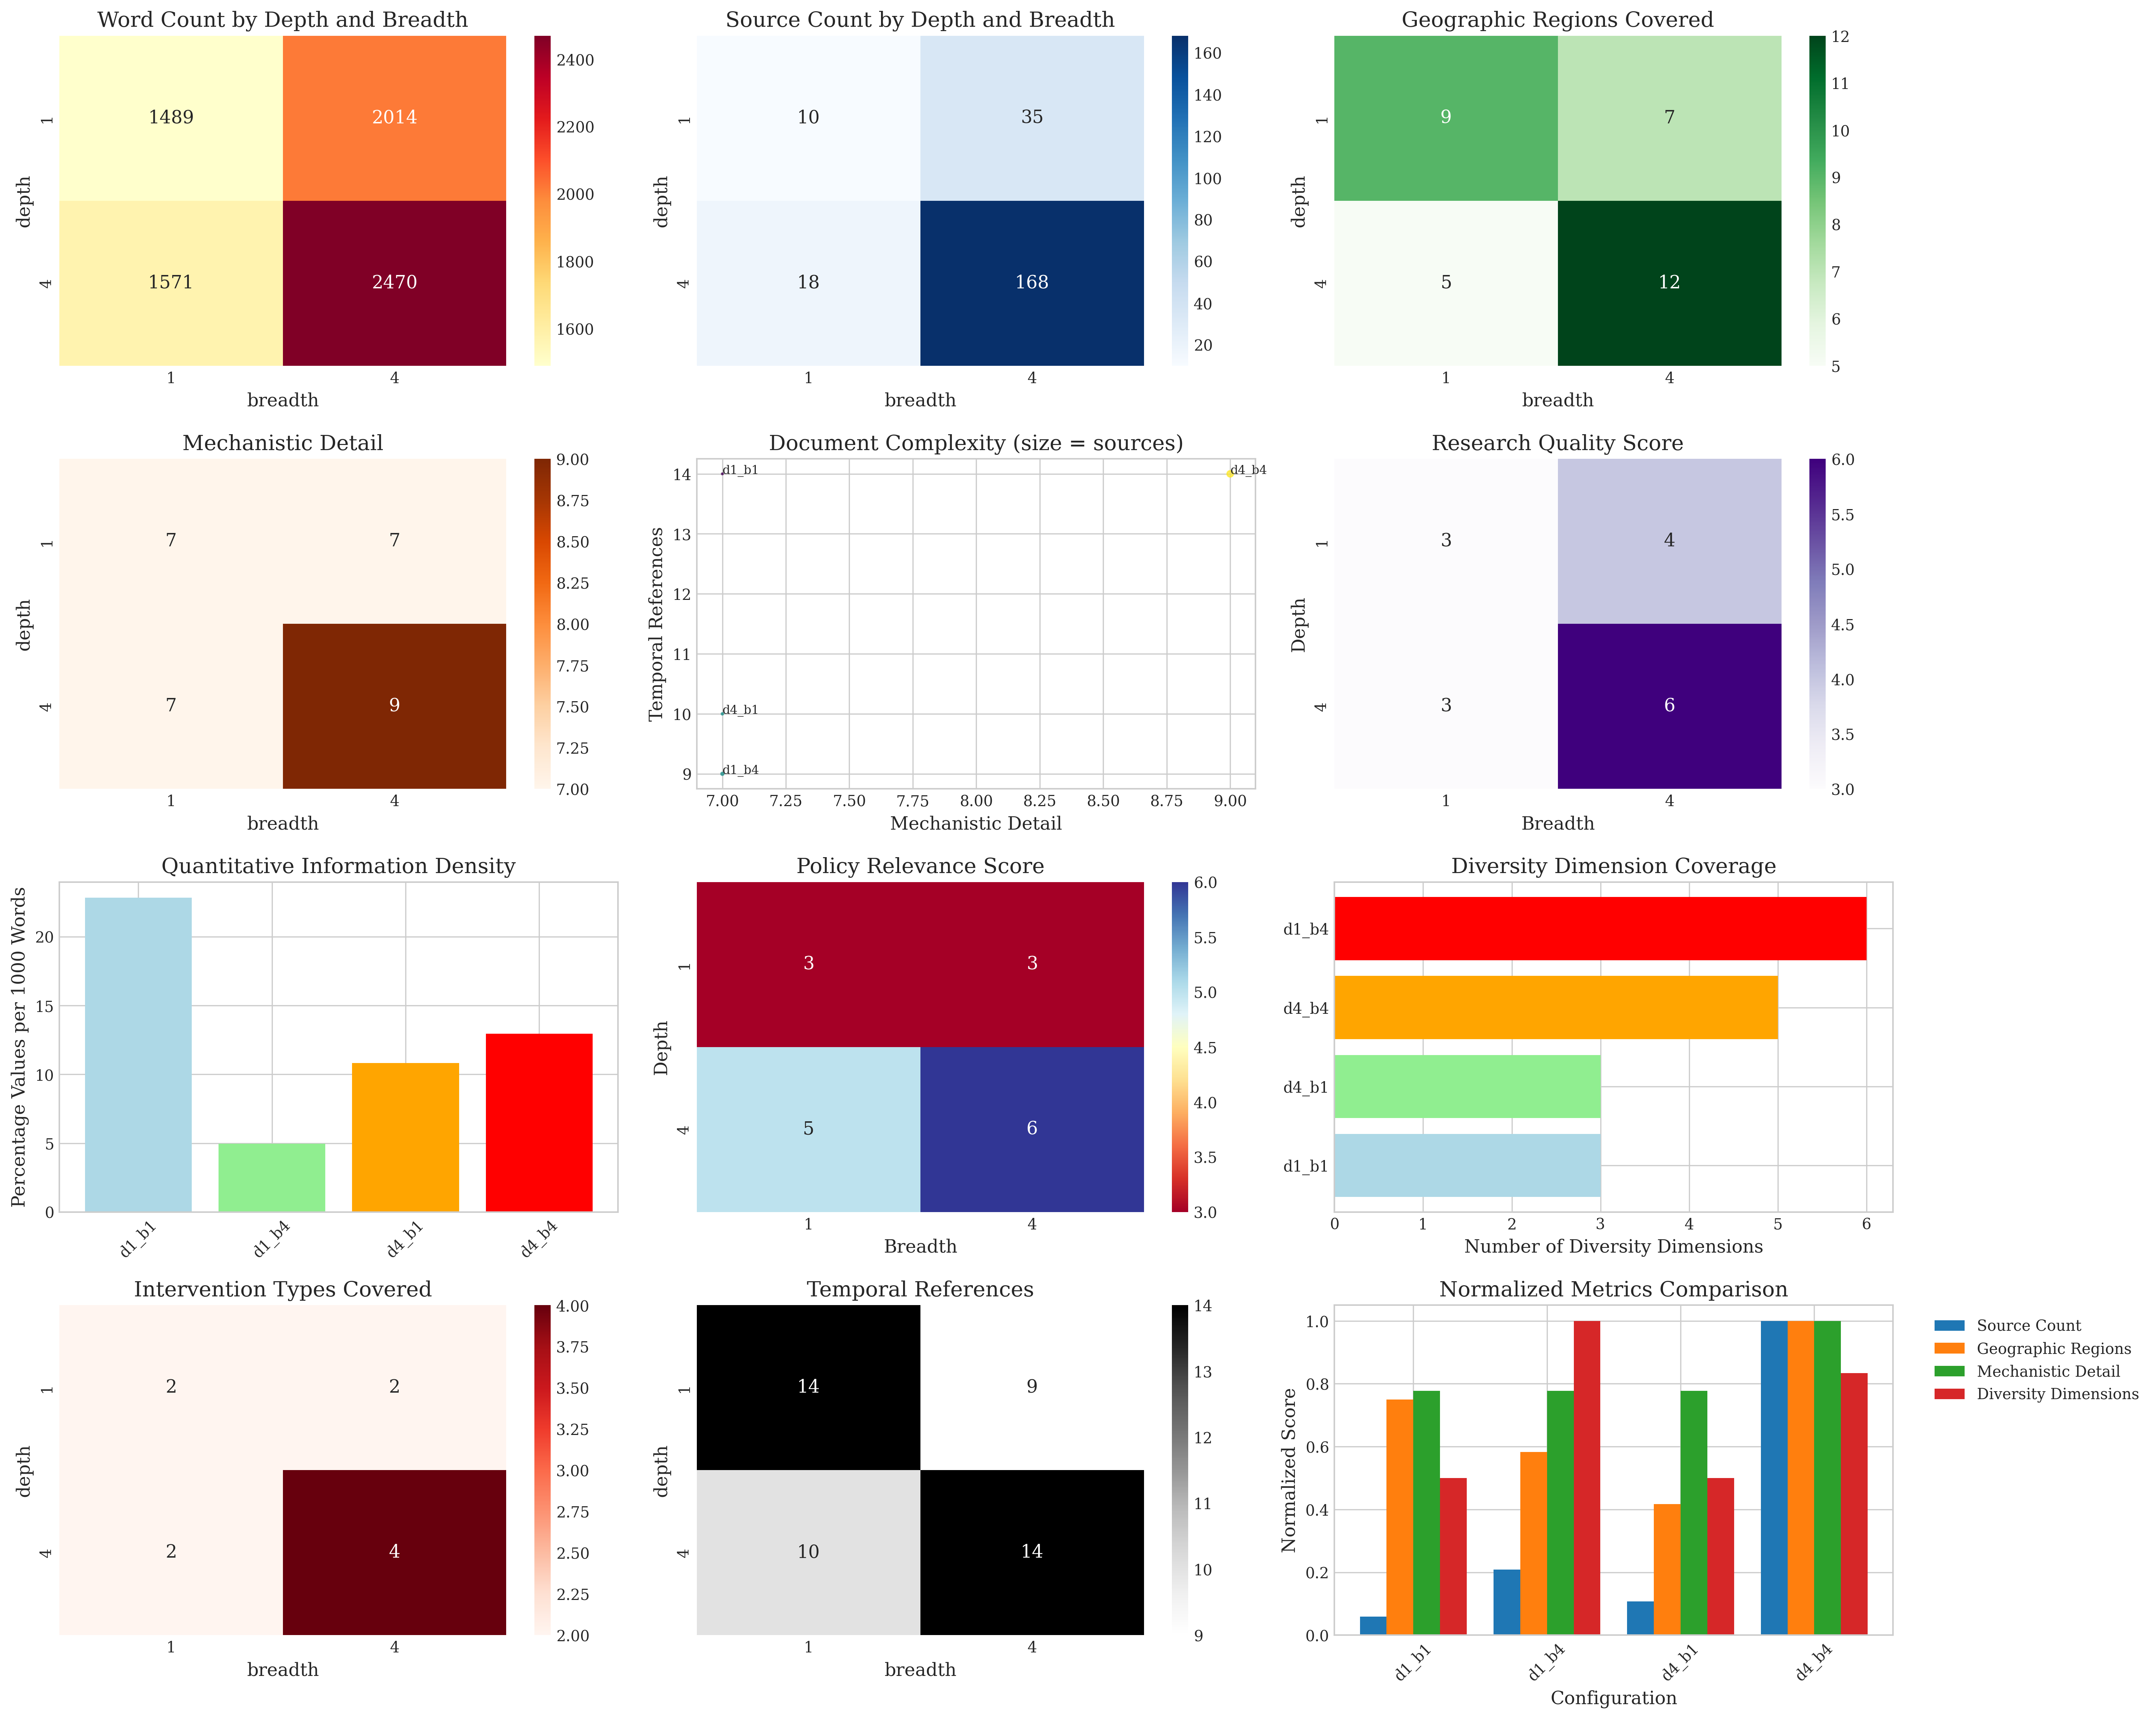 Word Count by Depth and Breadth
1489
2014
1571
2470
1
4
depth
1
4
breadth
2400
2200
2000
1800
1600
Source Count by Depth and Breadth
10
35
18
168
1
4
depth
1
4
breadth
160
140
120
100
80
60
40
20
Geographic Regions Covered
9
7
5
12
1
4
depth
1
4
breadth
12
11
10
9
8
7
6
5
Mechanistic Detail
7
7
7
9
1
4
depth
1
4
breadth
9.00
8.75
8.50
8.25
8.00
7.75
7.50
7.25
7.00
Document Complexity (size = sources)
14
13
12
11
10
9
Temporal References
d1_b1
d4_b4
d4_b1
d1_b4
7.00 7.25 7.50 7.75 8.00 8.25 8.50 8.75 9.00
Mechanistic Detail
Research Quality Score
3
4
3
6
1
4
Depth
1
4
Breadth
6.0
5.5
5.0
4.5
4.0
3.5
3.0
Quantitative Information Density
Percentage Values per 1000 Words
20
15
10
5
0
d1_b1
d1_b4
d4_b1
d4_b4
Policy Relevance Score
3
3
5
6
1
4
Depth
1
4
Breadth
6.0
5.5
5.0
4.5
4.0
3.5
3.0
Diversity Dimension Coverage
d1_b4
d4_b4
d4_b1
d1_b1
0 1 2 3 4 5 6
Number of Diversity Dimensions
Intervention Types Covered
2
2
2
4
1
4
depth
1
4
breadth
4.00
3.75
3.50
3.25
3.00
2.75
2.50
2.25
2.00
Temporal References
14
9
10
14
1
4
depth
1
4
breadth
14
13
12
11
10
9
Normalized Metrics Comparison
Normalized Score
1.0
0.8
0.6
0.4
0.2
0.0
d1_b1
d1_b4
d4_b1
d4_b4
Configuration
Source Count
Geographic Regions
Mechanistic Detail
Diversity Dimensions